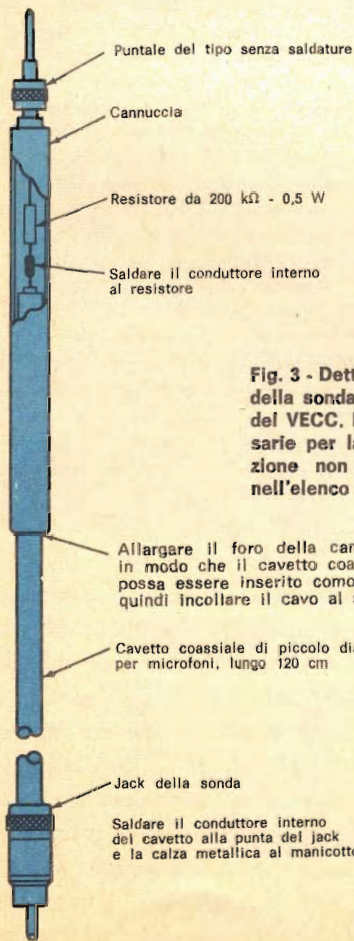 Puntale del tipo senza saldature
Cannuccia
Resistore da 200 kΩ - 0,5 W
Saldare il conduttore interno
al resistore
Fig. 3 - Dett
della sonda
del VECC.
sarie per la
zione non
nell'elenco
Allargare il foro della can
in modo che il cavetto coa
possa essere inserito como
quindi incollare il cavo al
Cavetto coassiale di piccolo dia
per microfoni, lungo 120 cm
Jack della sonda
Saldare il conduttore interno
del cavetto alla punta del jack
e la calza metallica al manicotto